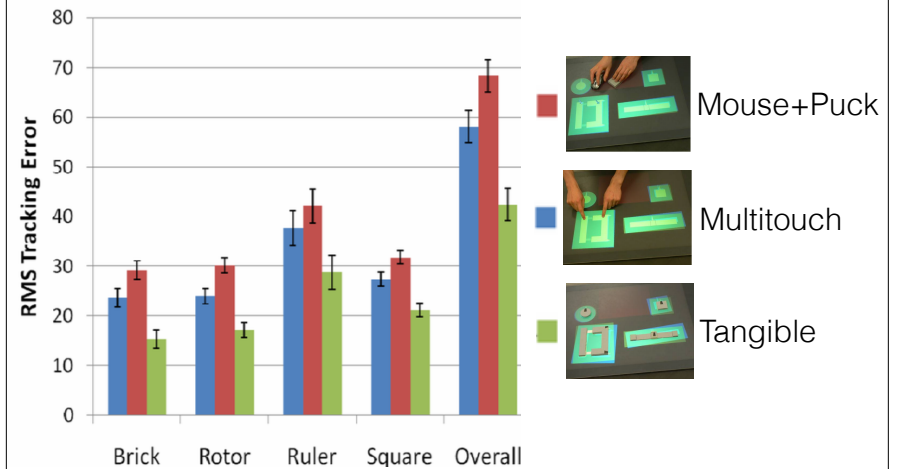 80
70
60
50
40
30
20
10
0
RMS Tracking Error
Brick Rotor Ruler Square Overall
Mouse+Puck
Multitouch
Tangible